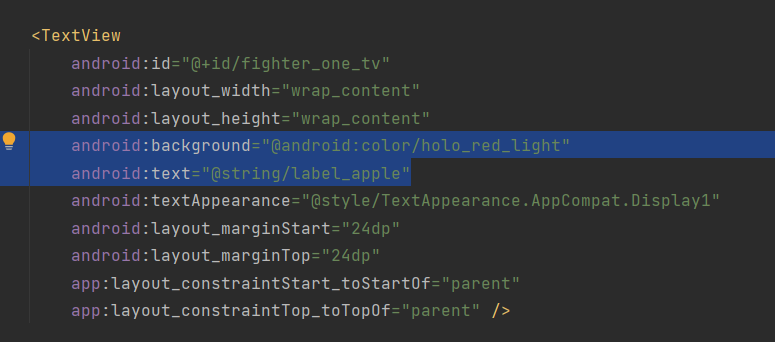 <TextView
android:id="@+id/fighter_one_tv"
android:layout_width="wrap_content"
android:layout_height="wrap_content"
android:background="@android:color/holo_red_light"
android:text="@string/label_apple"
android:textAppearance="@style/TextAppearance.AppCompat.Display1"
android:layout_marginStart="24dp"
android:layout_marginTop="24dp"
app:layout_constraintStart_toStartOf="parent"
app:layout_constraintTop_toTopOf="parent" />